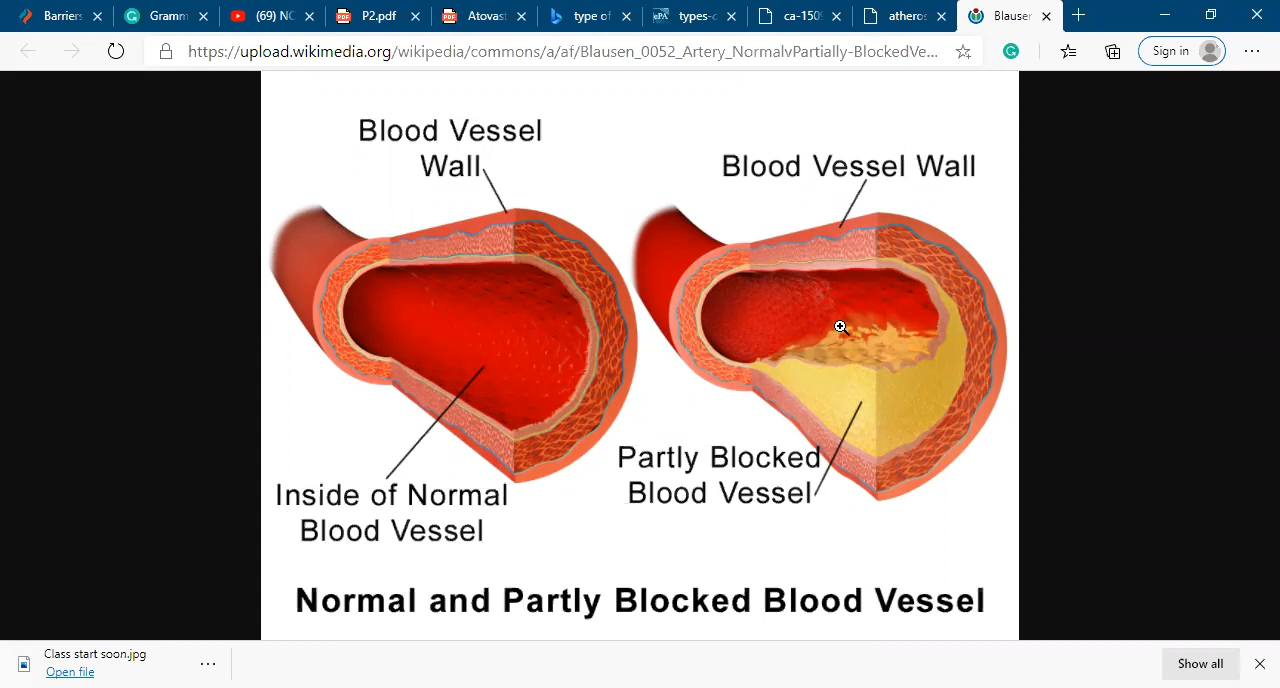 Barriers
Gramm
(69) NC
P2.pdf
Atovast
type of
types-c
ca-150
atheros
Blausen
https://upload.wikimedia.org/wikipedia/commons/a/af/Blausen_0052_Artery_NormalvPartially-BlockedVe...
Sign in
Blood Vessel
Wall
Blood Vessel Wall
Partly Blocked
Blood Vessel
Inside of Normal
Blood Vessel
Normal and Partly Blocked Blood Vessel
Class start soon.jpg
Open file
Show all